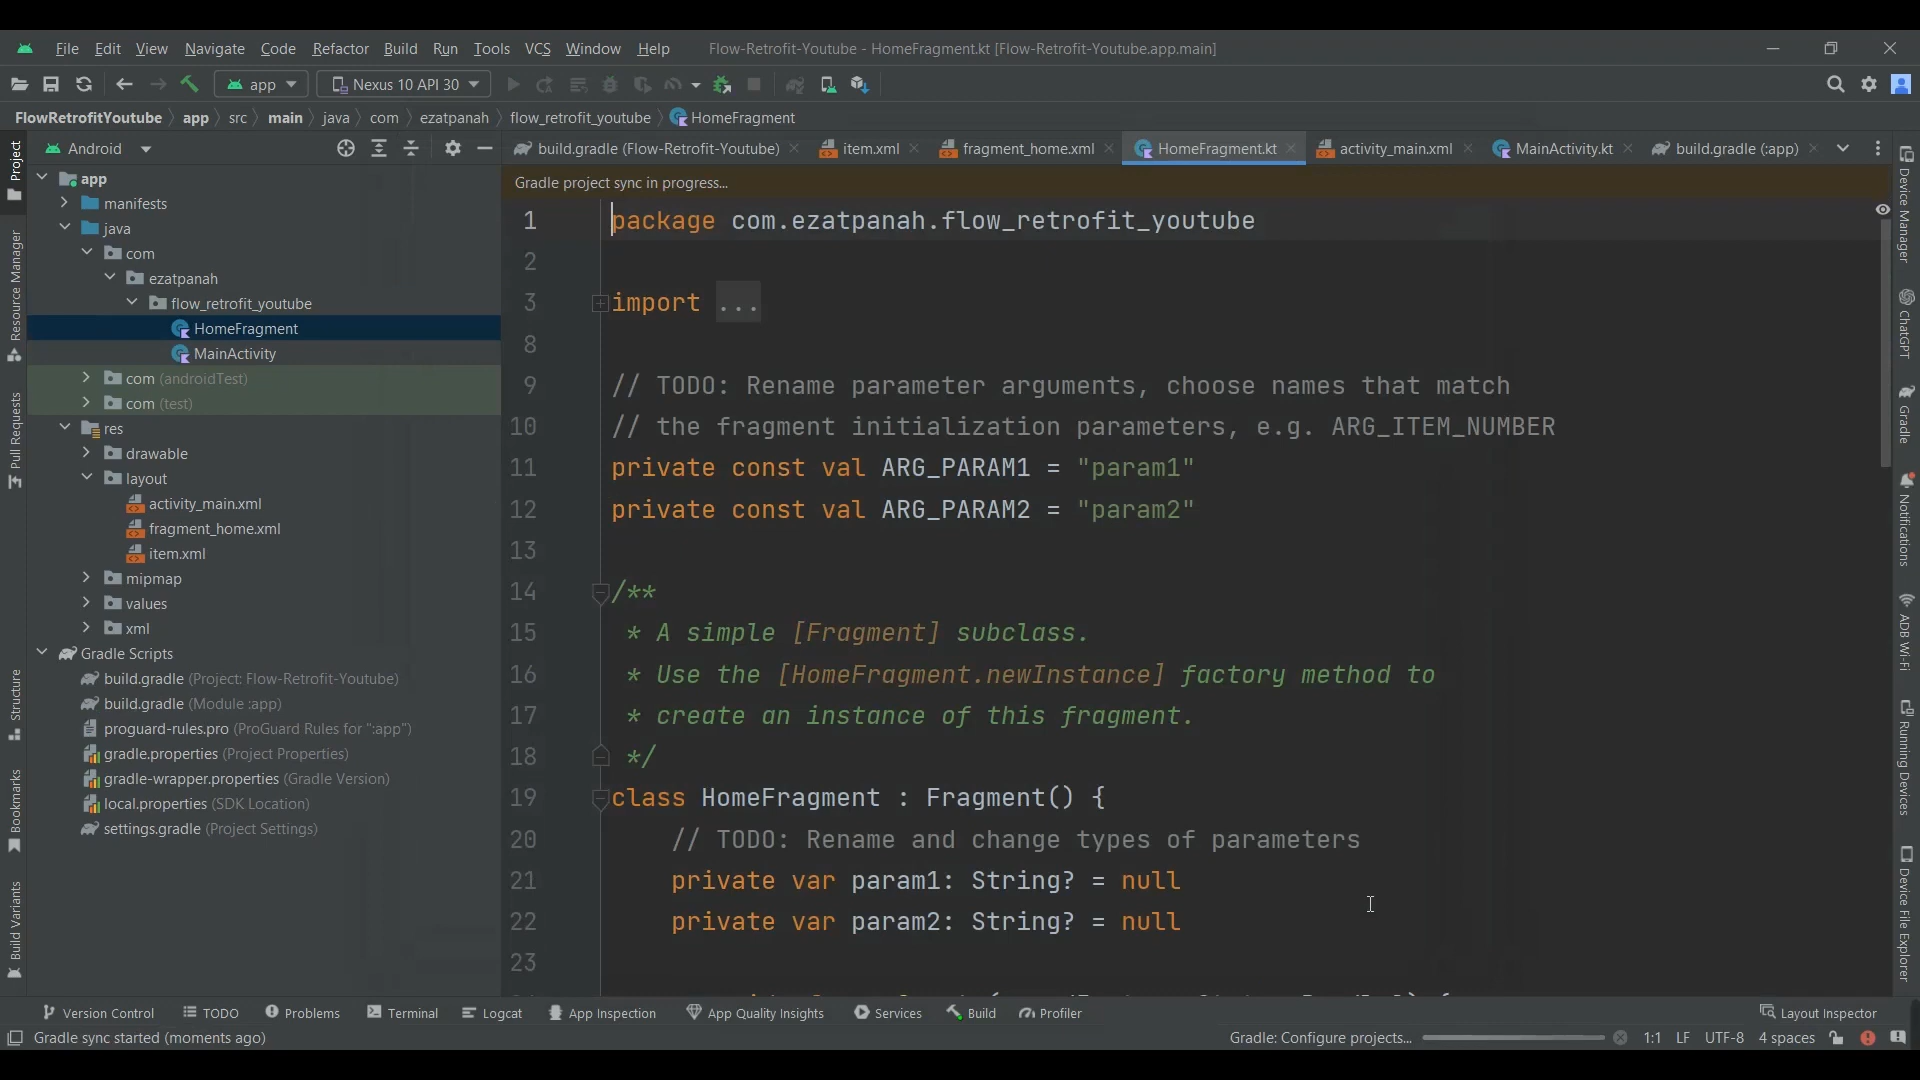 File Edit View Navigate Code Refactor Build Run Tools VCS Window Help Flow-Retrofit-Youtube - HomeFragment.kt [Flow-Retrofit-Youtube.app.main]
app Nexus 10 API 30
FlowRetrofitYoutube app src main java com ezatpanah flow_retrofit_youtube HomeFragment
Project
Resource Manager
Pull Requests
Structure
Bookmarks
Build Variants
Android
app
manifests
java
com
ezatpanah
flow_retrofit_youtube
HomeFragment
MainActivity
com (androidTest)
com (test)
res
drawable
layout
activity_main.xml
fragment_home.xml
item.xml
mipmap
values
xml
Gradle Scripts
build.gradle (Project: Flow-Retrofit-Youtube)
build.gradle (Module :app)
proguard-rules.pro (ProGuard Rules for ":app")
gradle.properties (Project Properties)
gradle-wrapper.properties (Gradle Version)
local.properties (SDK Location)
settings.gradle (Project Settings)
build.gradle (Flow-Retrofit-Youtube) item.xml fragment_home.xml HomeFragment.kt activity_main.xml MainActivity.kt build.gradle (:app)
Gradle project sync in progress...
1 package com.ezatpanah.flow_retrofit_youtube
2
3 import ...
8
9 // TODO: Rename parameter arguments, choose names that match
10 // the fragment initialization parameters, e.g. ARG_ITEM_NUMBER
11 private const val ARG_PARAM1 = "param1"
12 private const val ARG_PARAM2 = "param2"
13
14 /**
15 * A simple [Fragment] subclass.
16 * Use the [HomeFragment.newInstance] factory method to
17 * create an instance of this fragment.
18 */
19 class HomeFragment : Fragment() {
20 // TODO: Rename and change types of parameters
21 private var param1: String? = null
22 private var param2: String? = null
23
Device Manager
ChatGPT
Gradle
Notifications
ADB Wi-Fi
Running Devices
Device File Explorer
Version Control TODO Problems Terminal Logcat App Inspection App Quality Insights Services Build Profiler Layout Inspector
Gradle sync started (moments ago) Gradle: Configure projects... 1:1 LF UTF-8 4 spaces